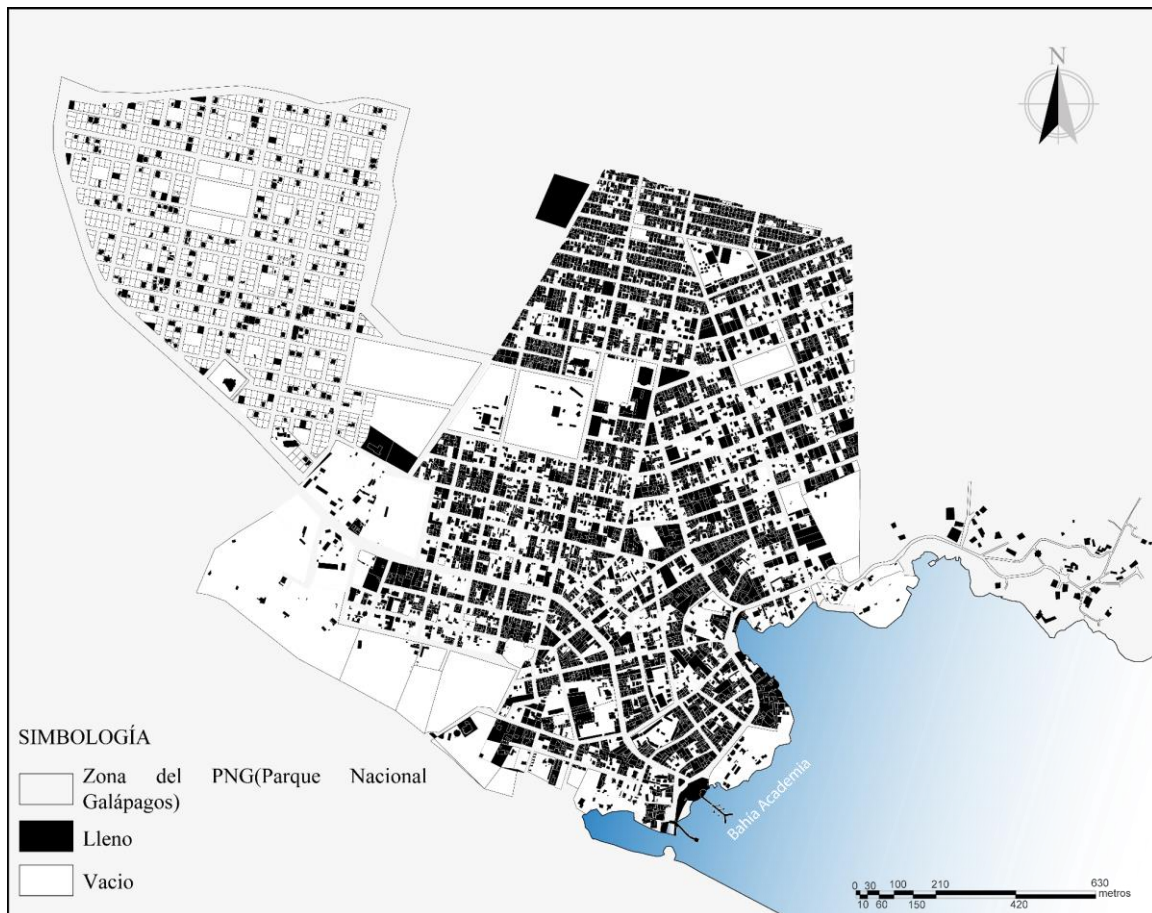 N
SIMBOLOGÍA
Zona del PNG(Parque Nacional
Galápagos)
Lleno
Vacio
Bahía Academia
0 30 100 210 630
metros
10 60 150 420